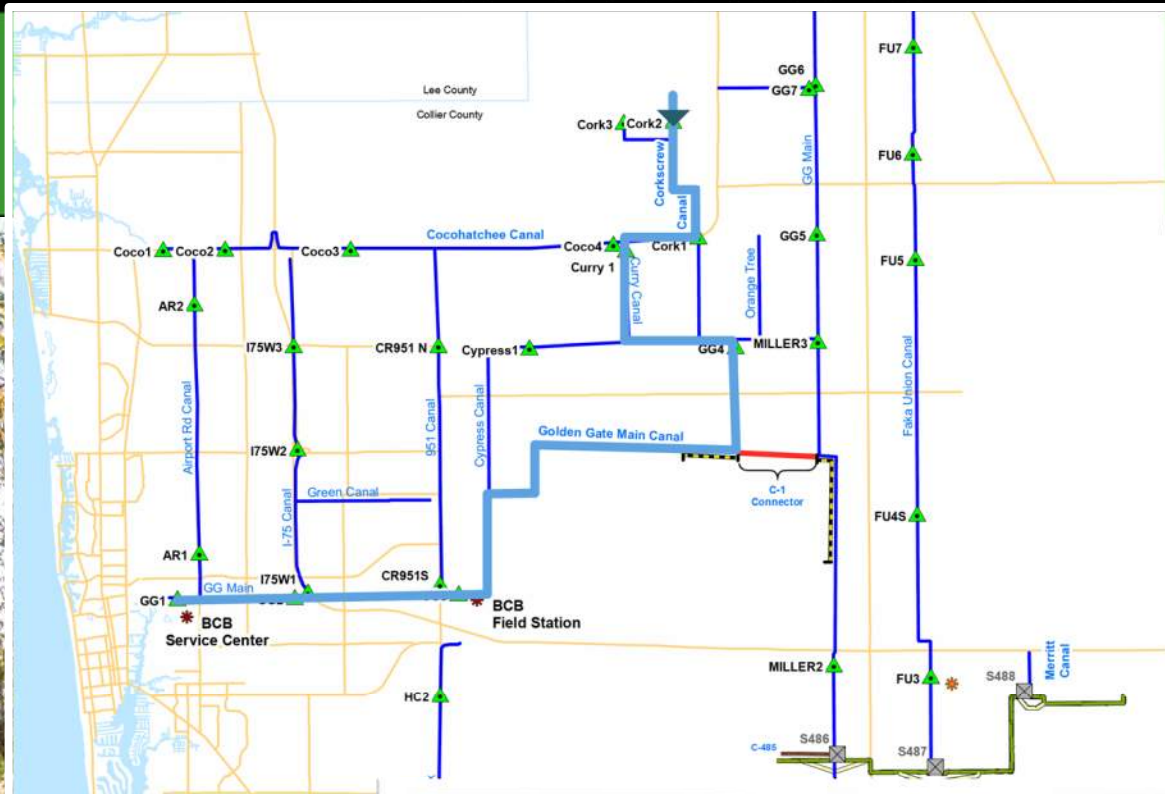 FU7
GG6
GG7
Lee County
Collier County
Cork3
Cork2
GG Main
FU6
Corkscrew
Canal
Cocohatchee Canal
Coco1
Coco2
Coco3
Coco4
Cork1
GG5
Curry 1
FU5
Curry Canal
Orange Tree
AR2
I75W3
CR951 N
Cypress1
GG4
MILLER3
Airport Rd Canal
951 Canal
Cypress Canal
Faka Union Canal
Golden Gate Main Canal
I75W2
C-1
Connector
Green Canal
I-75 Canal
FU4S
AR1
I75W1
CR951S
GG Main
GG1
BCB
Service Center
BCB
Field Station
MILLER2
FU3
S488
Merritt
Canal
HC2
S486
C-485
S487